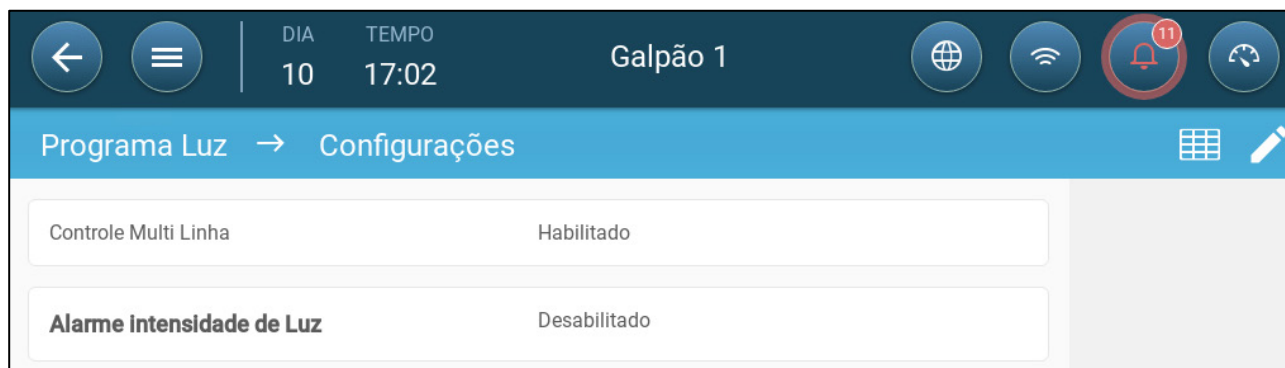 DIA TEMPO
10 17:02 Galpão 1 11
Programa Luz → Configurações
Controle Multi Linha Habilitado
Alarme intensidade de Luz Desabilitado